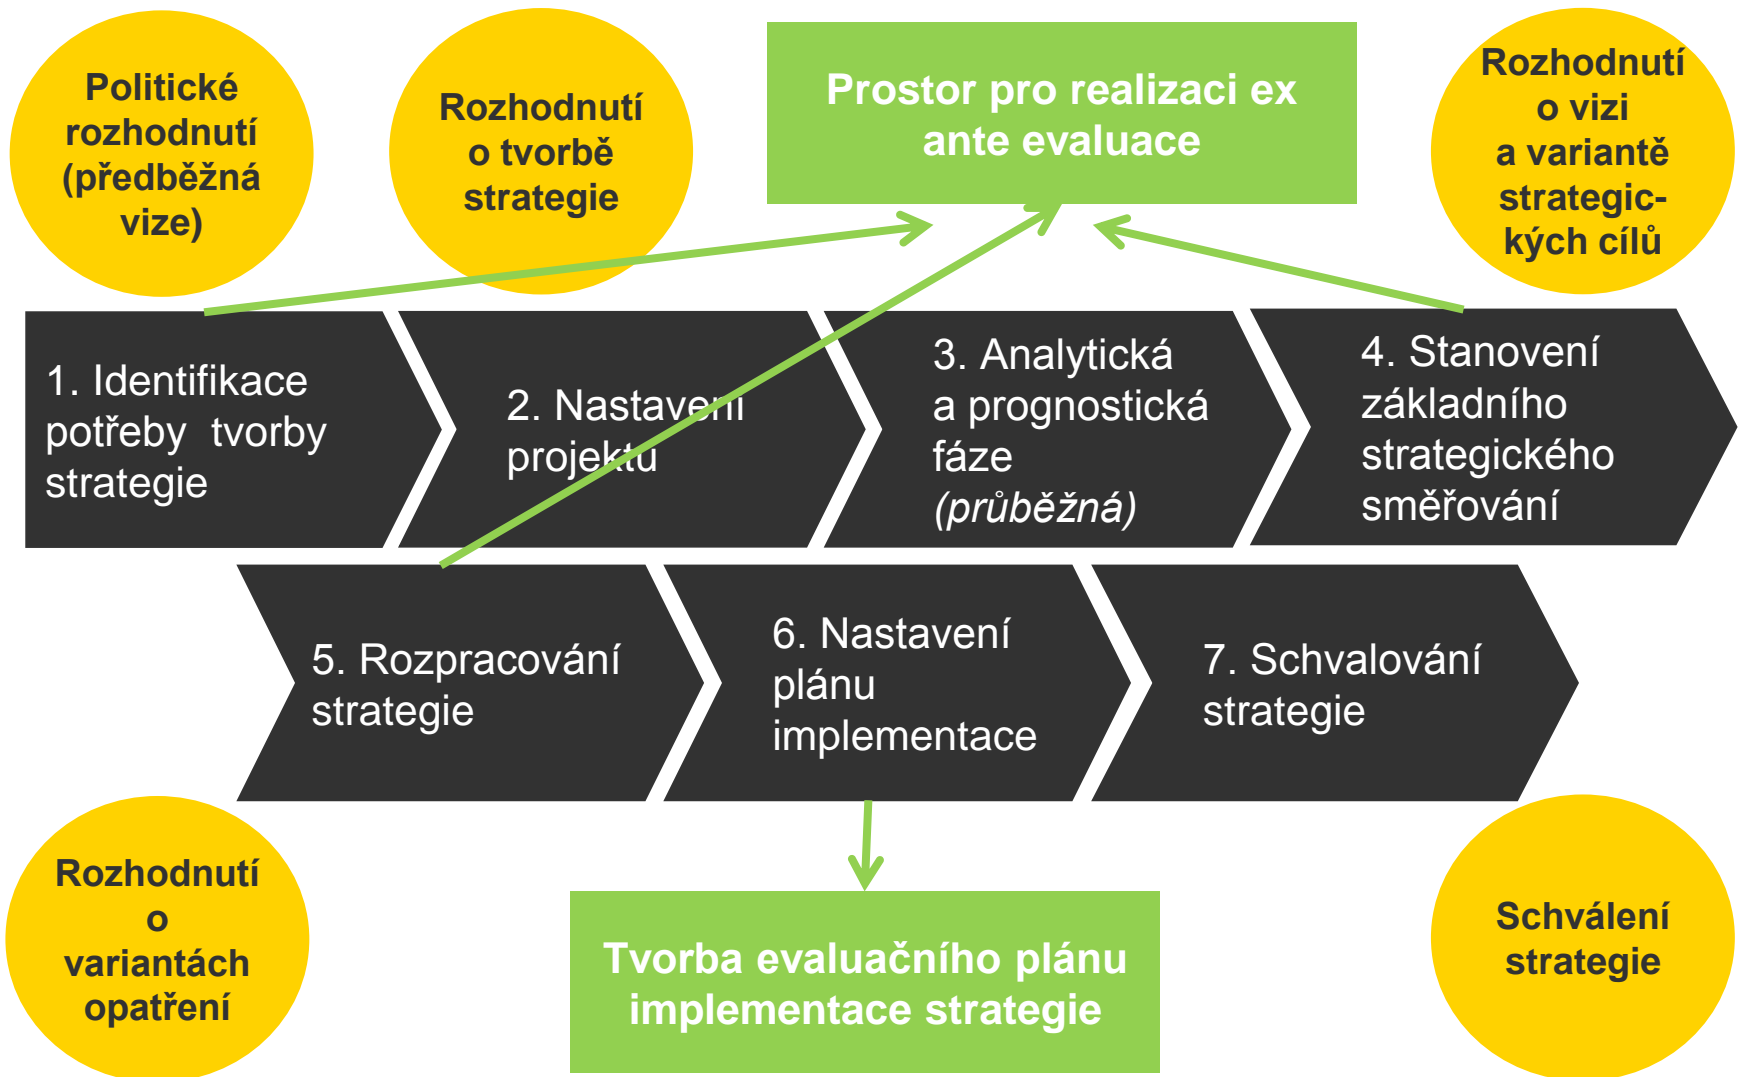 Politické
rozhodnutí
(předběžná
vize)
Rozhodnutí
o tvorbě
strategie
Prostor pro realizaci ex
ante evaluace
Rozhodnutí
o vizi
a variantě
strategic-
kých cílů
1. Identifikace
potřeby tvorby
strategie
2. Nastavení
projektu
3. Analytická
a prognostická
fáze
(průběžná)
4. Stanovení
základního
strategického
směřování
5. Rozpracování
strategie
6. Nastavení
plánu
implementace
7. Schvalování
strategie
Rozhodnutí
o
variantách
opatření
Tvorba evaluačního plánu
implementace strategie
Schválení
strategie